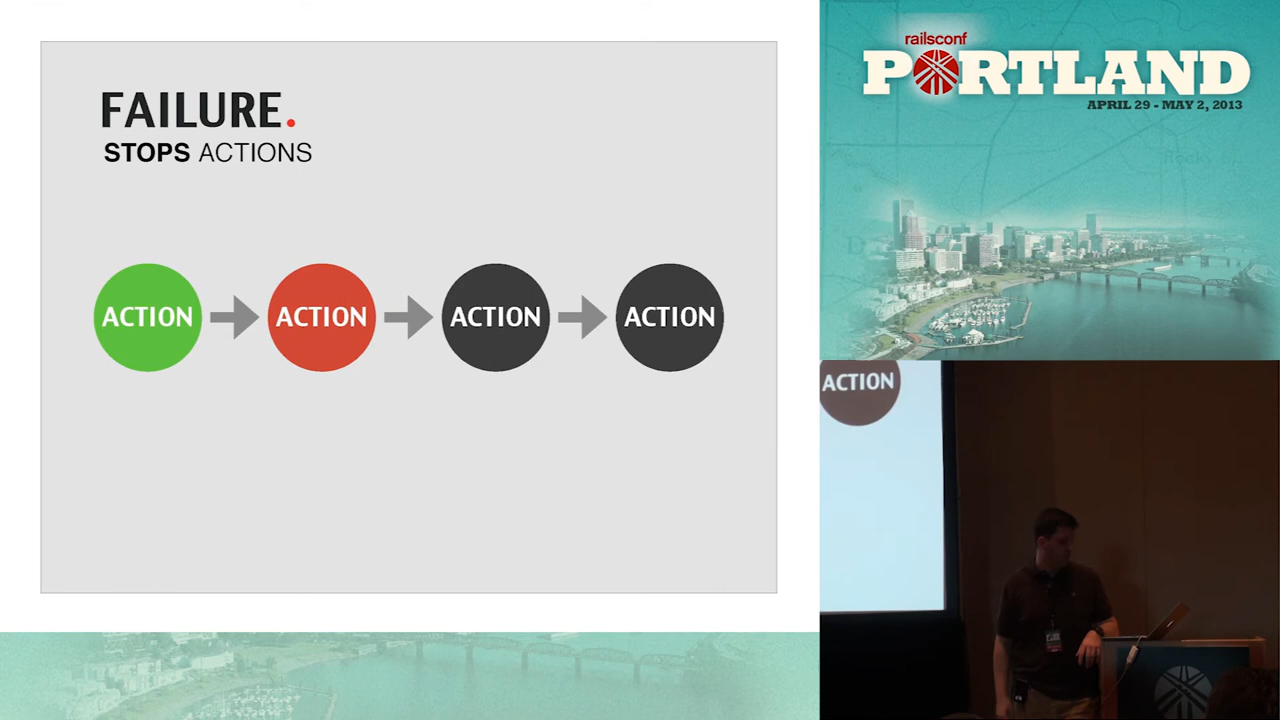 FAILURE.
STOPS ACTIONS
ACTION
ACTION
ACTION
ACTION
railsconf
PORTLAND
APRIL 29 - MAY 2, 2013
ACTION